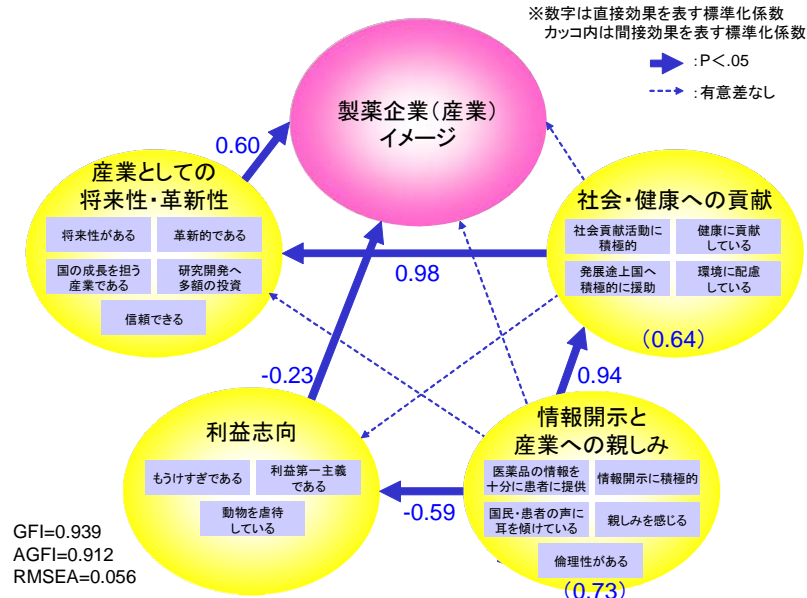 ※数字は直接効果を表す標準化係数
カッコ内は間接効果を表す標準化係数
:P＜.05
:有意差なし
製薬企業(産業)
イメージ
0.60
産業としての
将来性・革新性
将来性がある
革新的である
国の成長を担う
産業である
研究開発へ
多額の投資
信頼できる
社会・健康への貢献
社会貢献活動に
積極的
健康に貢献
している
発展途上国へ
積極的に援助
環境に配慮
している
(0.64)
0.98
-0.23
0.94
利益志向
もうけすぎである
利益第一主義
である
動物を虐待
している
-0.59
情報開示と
産業への親しみ
医薬品の情報を
十分に患者に提供
情報開示に積極的
国民・患者の声に
耳を傾けている
親しみを感じる
倫理性がある
(0.73)
GFI=0.939
AGFI=0.912
RMSEA=0.056